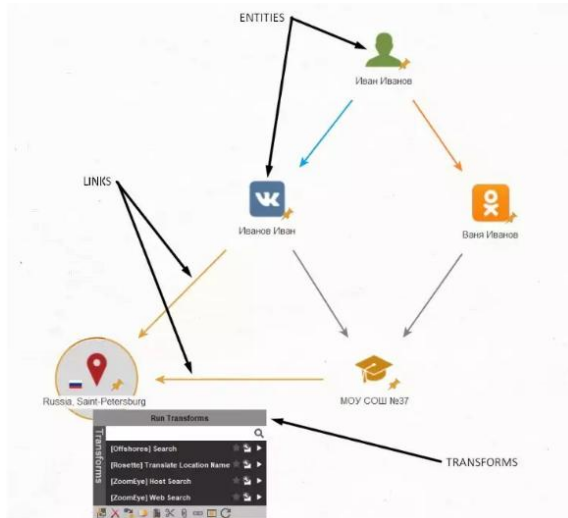 ENTITIES
Иван Иванов
LINKS
Иванов Иван
Ваня Иванов
Russia, Saint-Petersburg
МОУ СОШ №37
Run Transforms
Transforms
[Offshores] Search
[Rosette] Translate Location Name
[ZoomEye] Host Search
[ZoomEye] Web Search
TRANSFORMS